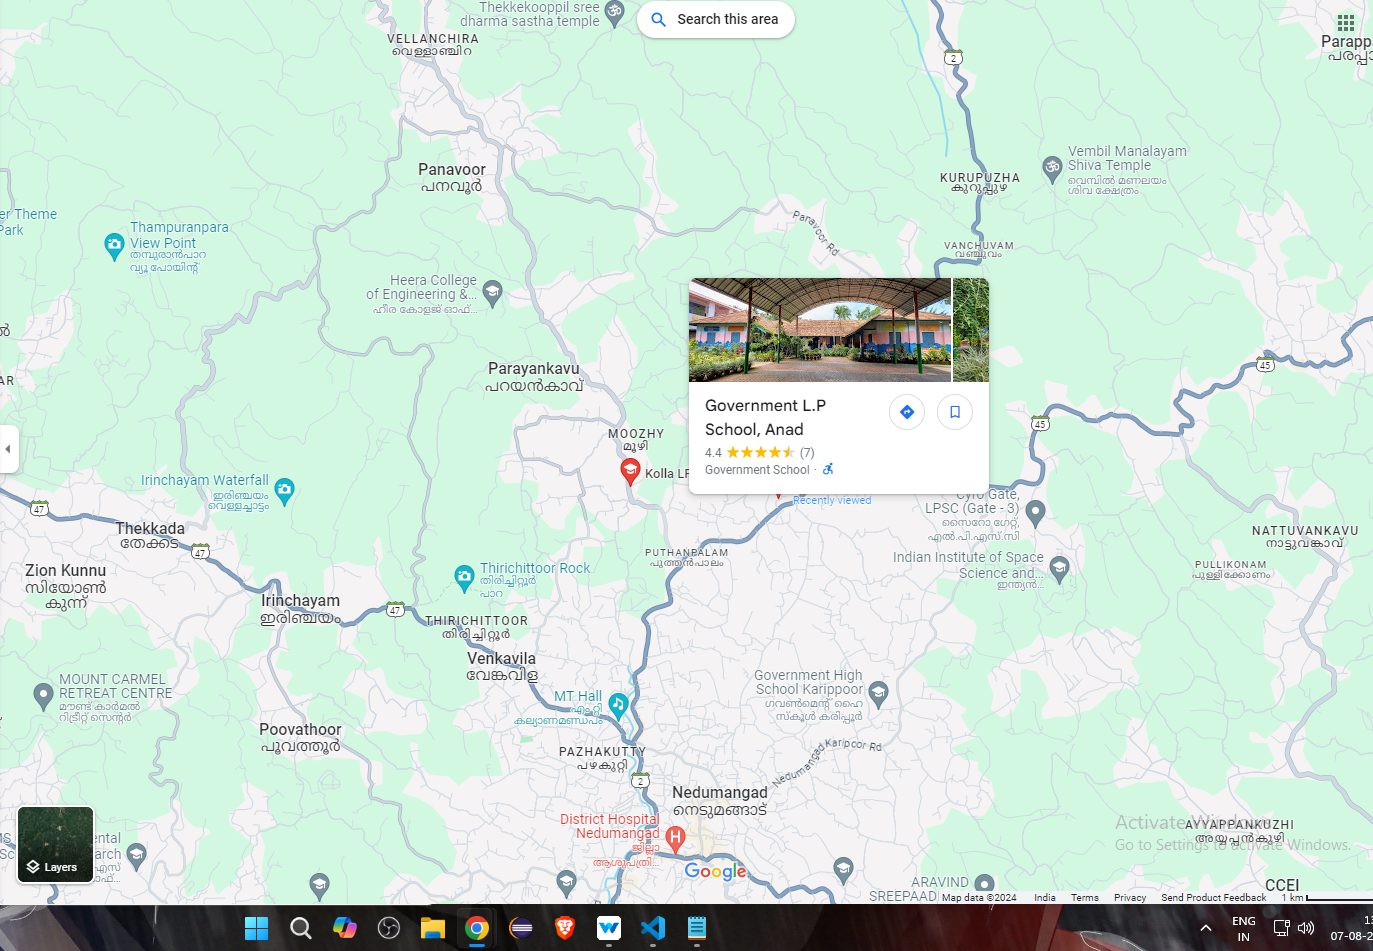 Thekkekooppil sree
dharma sastha temple
Search this area
VELLANCHIRA
വെള്ളാഞ്ചിറ
2
Panavoor
പനവൂർ
Vembil Manalayam
Shiva Temple
വെമ്പിൽ മണലയം
ശിവ ക്ഷേത്രം
KURUPUZHA
കുറുപ്പുഴ
er Theme
Park
Thampuranpara
View Point
തമ്പുരാൻപാറ
വ്യൂ പോയിന്റ്
Paravoor Rd
VANCHUVAM
വഞ്ചുവം
Heera College
of Engineering &...
ഹീര കോളജ് ഓഫ്...
Parayankavu
പറയൻകാവ്
45
Government L.P
School, Anad
4.4
(7)
Government School ·
45
MOOZHY
മൂഴി
Kolla LP
Recently viewed
Irinchayam Waterfall
ഇരിഞ്ചയം
വെള്ളച്ചാട്ടം
47
Cyro Gate,
LPSC (Gate - 3)
സൈറോ ഗേറ്റ്,
എൽ.പി.എസ്.സി
Thekkada
തേക്കട
47
NATTUVANKAVU
നാട്ടുവങ്കാവ്
PUTHANPALAM
പുത്തൻപാലം
Indian Institute of Space
Science and...
ഇന്ത്യൻ...
PULLIKONAM
പുള്ളിക്കോണം
Zion Kunnu
സിയോൺ
കുന്ന്
Thirichittoor Rock
തിരിച്ചിറ്റൂർ
പാറ
Irinchayam
ഇരിഞ്ചയം
47
THIRICHITTOOR
തിരിച്ചിറ്റൂർ
Venkavila
വേങ്കവിള
MOUNT CARMEL
RETREAT CENTRE
മൗണ്ട് കാർമൽ
റിട്രീറ്റ് സെന്റർ
MT Hall
എം.റ്റി
കല്യാണമണ്ഡപം
Government High
School Karippoor
ഗവൺമെന്റ് ഹൈ
സ്കൂൾ കരിപ്പൂർ
Poovathoor
പൂവത്തൂർ
PAZHAKUTTY
പഴകുറ്റി
Nedumangad Karipoor Rd
2
Nedumangad
നെടുമങ്ങാട്
District Hospital
Nedumangad
ജില്ലാ
ആശുപത്രി...
AYYAPPANKUZHI
അയ്യപ്പൻകുഴി
Activate Windows
Go to Settings to activate Windows.
Layers
Google
ARAVIND
SREEPAAD
CCEI
Map data ©2024
India
Terms
Privacy
Send Product Feedback
1 km
ENG
IN
07-08-2